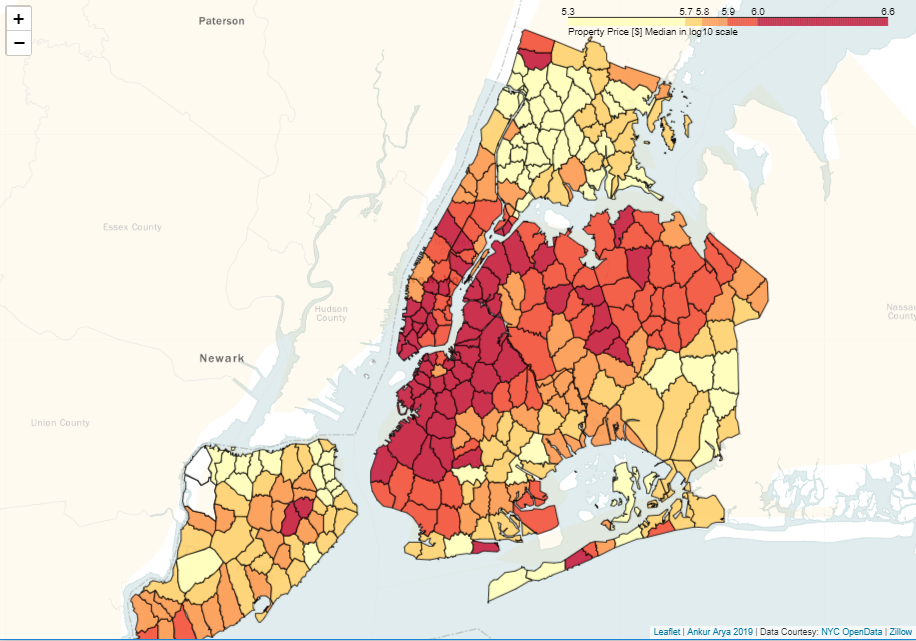 +
−
Paterson
5.3 5.7 5.8 5.9 6.0 6.6
Property Price [$] Median in log10 scale
Essex County
Hudson
County
Nassau
County
Newark
Union County
Leaflet | Ankur Arya 2019 | Data Courtesy: NYC OpenData | Zillow